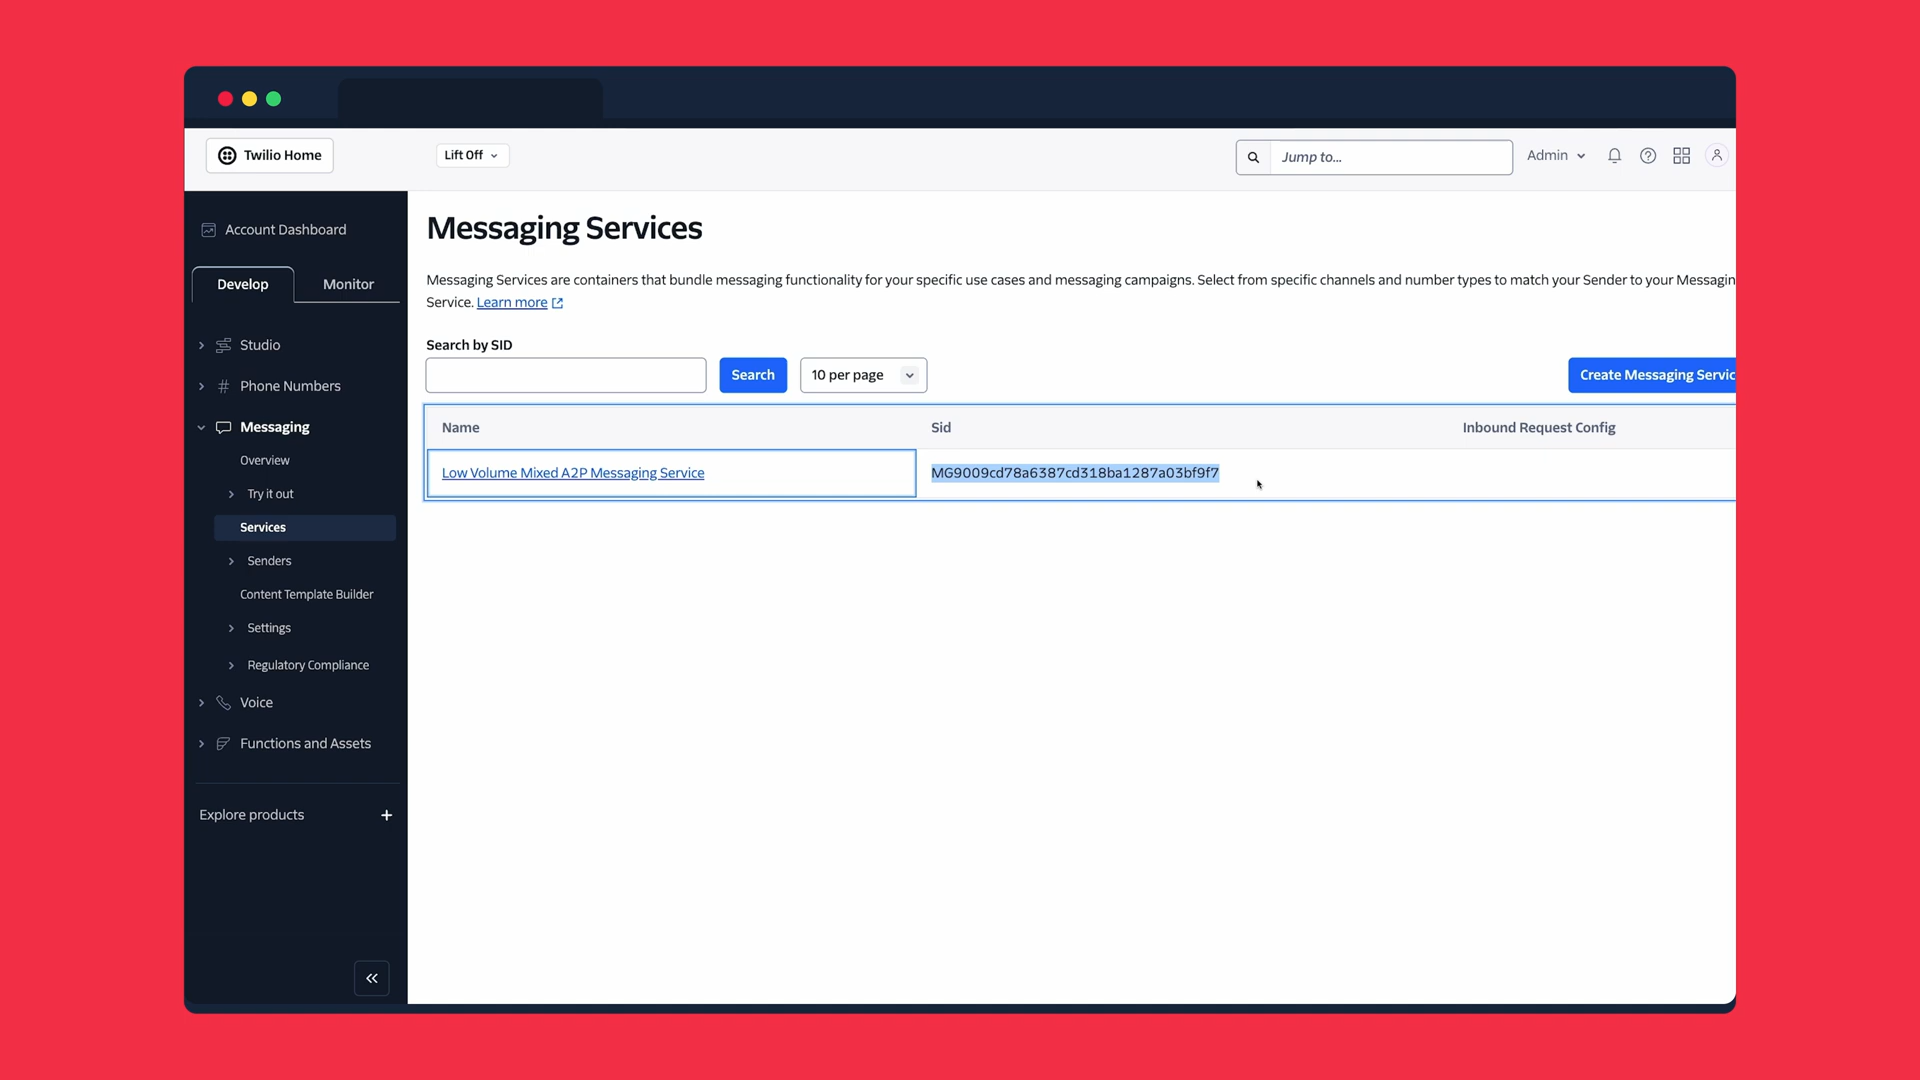 Twilio Home
Lift Off
Jump to...
Admin
Account Dashboard
Develop
Monitor
Studio
Phone Numbers
Messaging
Overview
Try it out
Services
Senders
Content Template Builder
Settings
Regulatory Compliance
Voice
Functions and Assets
Explore products
Messaging Services
Messaging Services are containers that bundle messaging functionality for your specific use cases and messaging campaigns. Select from specific channels and number types to match your Sender to your Messagin
Service. Learn more
Search by SID
Search
10 per page
Create Messaging Servic
Name
Sid
Inbound Request Config
Low Volume Mixed A2P Messaging Service
MG9009cd78a6387cd318ba1287a03bf9f7